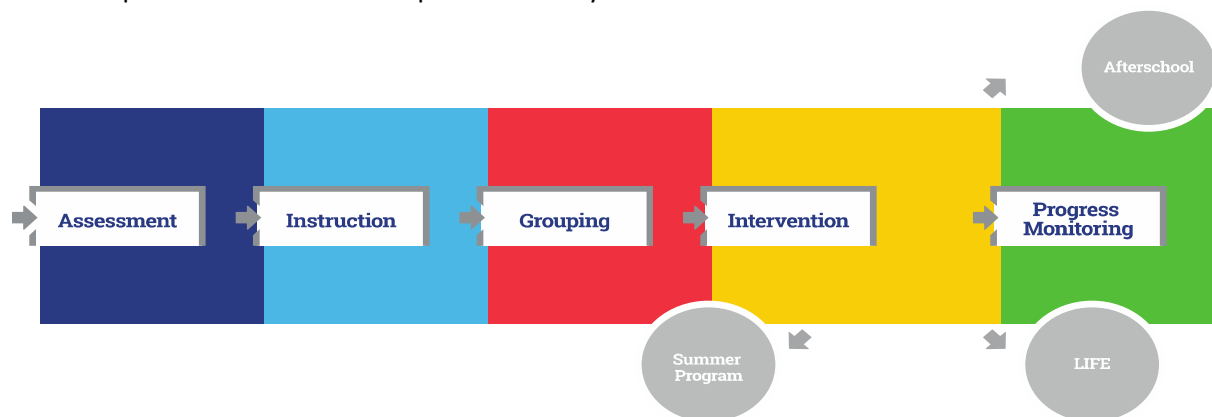 Afterschool
Assessment
Instruction
Grouping
Intervention
Progress
Monitoring
Summer
Program
LIFE